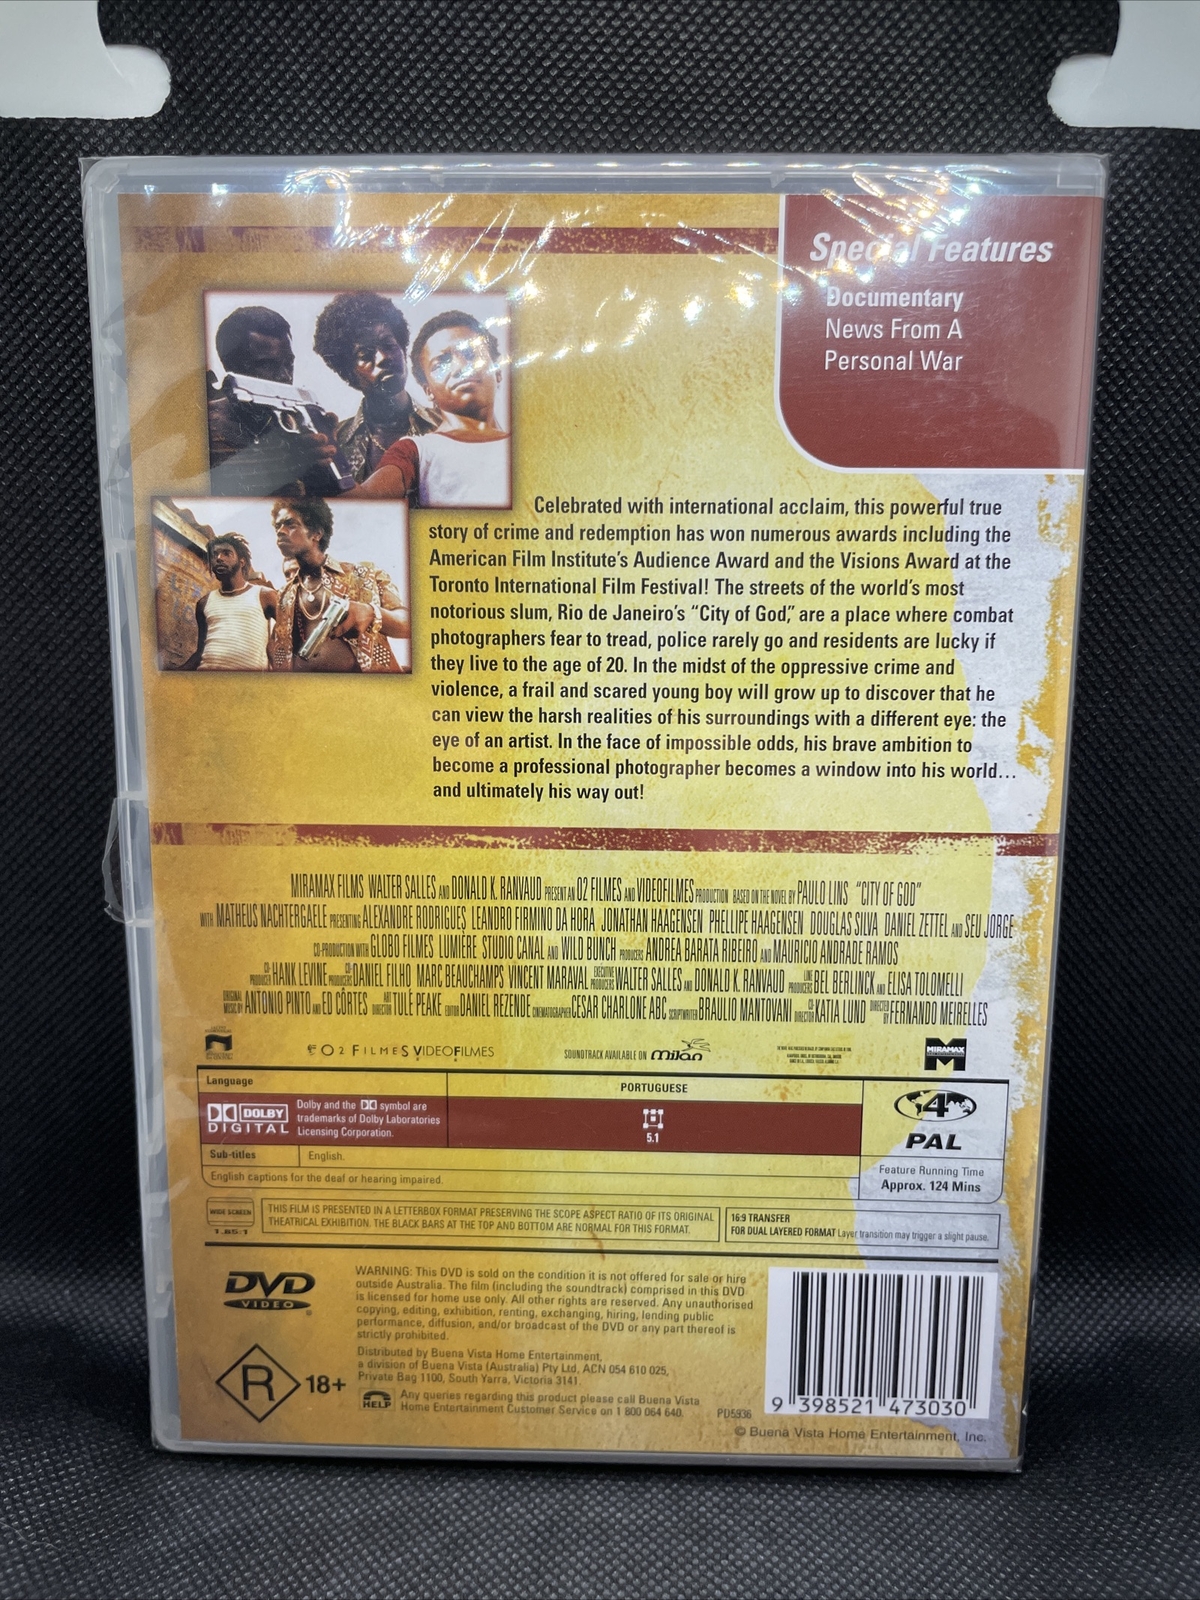 Special Features
Documentary
News From A
Personal War
Celebrated with international acclaim, this powerful true
story of crime and redemption has won numerous awards including the
American Film Institute's Audience Award and the Visions Award at the
Toronto International Film Festival! The streets of the world's most
notorious slum, Rio de Janeiro's "City of God," are a place where combat
photographers fear to tread, police rarely go and residents are lucky if
they live to the age of 20. In the midst of the oppressive crime and
violence, a frail and scared young boy will grow up to discover that he
can view the harsh realities of his surroundings with a different eye: the
eye of an artist. In the face of impossible odds, his brave ambition to
become a professional photographer becomes a window into his world...
and ultimately his way out!
MIRAMAX FILMS WALTER SALLES AND DONALD K. RANVAUD PRESENT AN O2 FILMES AND VIDEOFILMES PRODUCTION BASED ON THE NOVEL BY PAULO LINS "CITY OF GOD"
WITH MATHEUS NACHTERGAELE PRESENTING ALEXANDRE RODRIGUES LEANDRO FIRMINO DA HORA JONATHAN HAAGENSEN PHELLIPE HAAGENSEN DOUGLAS SILVA DANIEL ZETTEL AND SEU JORGE
CO-PRODUCTION WITH GLOBO FILMES LUMIÈRE STUDIO CANAL AND WILD BUNCH PRODUCERS ANDREA BARATA RIBEIRO AND MAURICIO ANDRADE RAMOS
CO-PRODUCER HANK LEVINE CO-PRODUCERS DANIEL FILHO MARC BEAUCHAMPS VINCENT MARAVAL EXECUTIVE PRODUCERS WALTER SALLES AND DONALD K. RANVAUD LINE PRODUCERS BEL BERLINCK AND ELISA TOLOMELLI
ORIGINAL MUSIC BY ANTONIO PINTO AND ED CÔRTES ART DIRECTOR TULÉ PEAKE EDITOR DANIEL REZENDE CINEMATOGRAPHER CESAR CHARLONE ABC SCRIPTWRITER BRAULIO MANTOVANI CO-DIRECTOR KATIA LUND DIRECTED BY FERNANDO MEIRELLES
O2 FILMES VIDEOFILMES
SOUNDTRACK AVAILABLE ON milan
MIRAMAX
Language
PORTUGUESE
DOLBY
DIGITAL
Dolby and the DD symbol are
trademarks of Dolby Laboratories
Licensing Corporation.
5.1
4
PAL
Sub-titles
English.
English captions for the deaf or hearing impaired.
Feature Running Time
Approx. 124 Mins
WIDE SCREEN
1.85:1
THIS FILM IS PRESENTED IN A LETTERBOX FORMAT PRESERVING THE SCOPE ASPECT RATIO OF ITS ORIGINAL
THEATRICAL EXHIBITION. THE BLACK BARS AT THE TOP AND BOTTOM ARE NORMAL FOR THIS FORMAT.
16:9 TRANSFER
FOR DUAL LAYERED FORMAT Layer transition may trigger a slight pause.
DVD
VIDEO
WARNING: This DVD is sold on the condition it is not offered for sale or hire
outside Australia. The film (including the soundtrack) comprised in this DVD
is licensed for home use only. All other rights are reserved. Any unauthorised
copying, editing, exhibition, renting, exchanging, hiring, lending public
performance, diffusion, and/or broadcast of the DVD or any part thereof is
strictly prohibited.
Distributed by Buena Vista Home Entertainment,
a division of Buena Vista (Australia) Pty Ltd, ACN 054 610 025,
Private Bag 1100, South Yarra, Victoria 3141.
R 18+
HELP
Any queries regarding this product please call Buena Vista
Home Entertainment Customer Service on 1 800 064 640.
PD5936
9 398521 473030
© Buena Vista Home Entertainment, Inc.